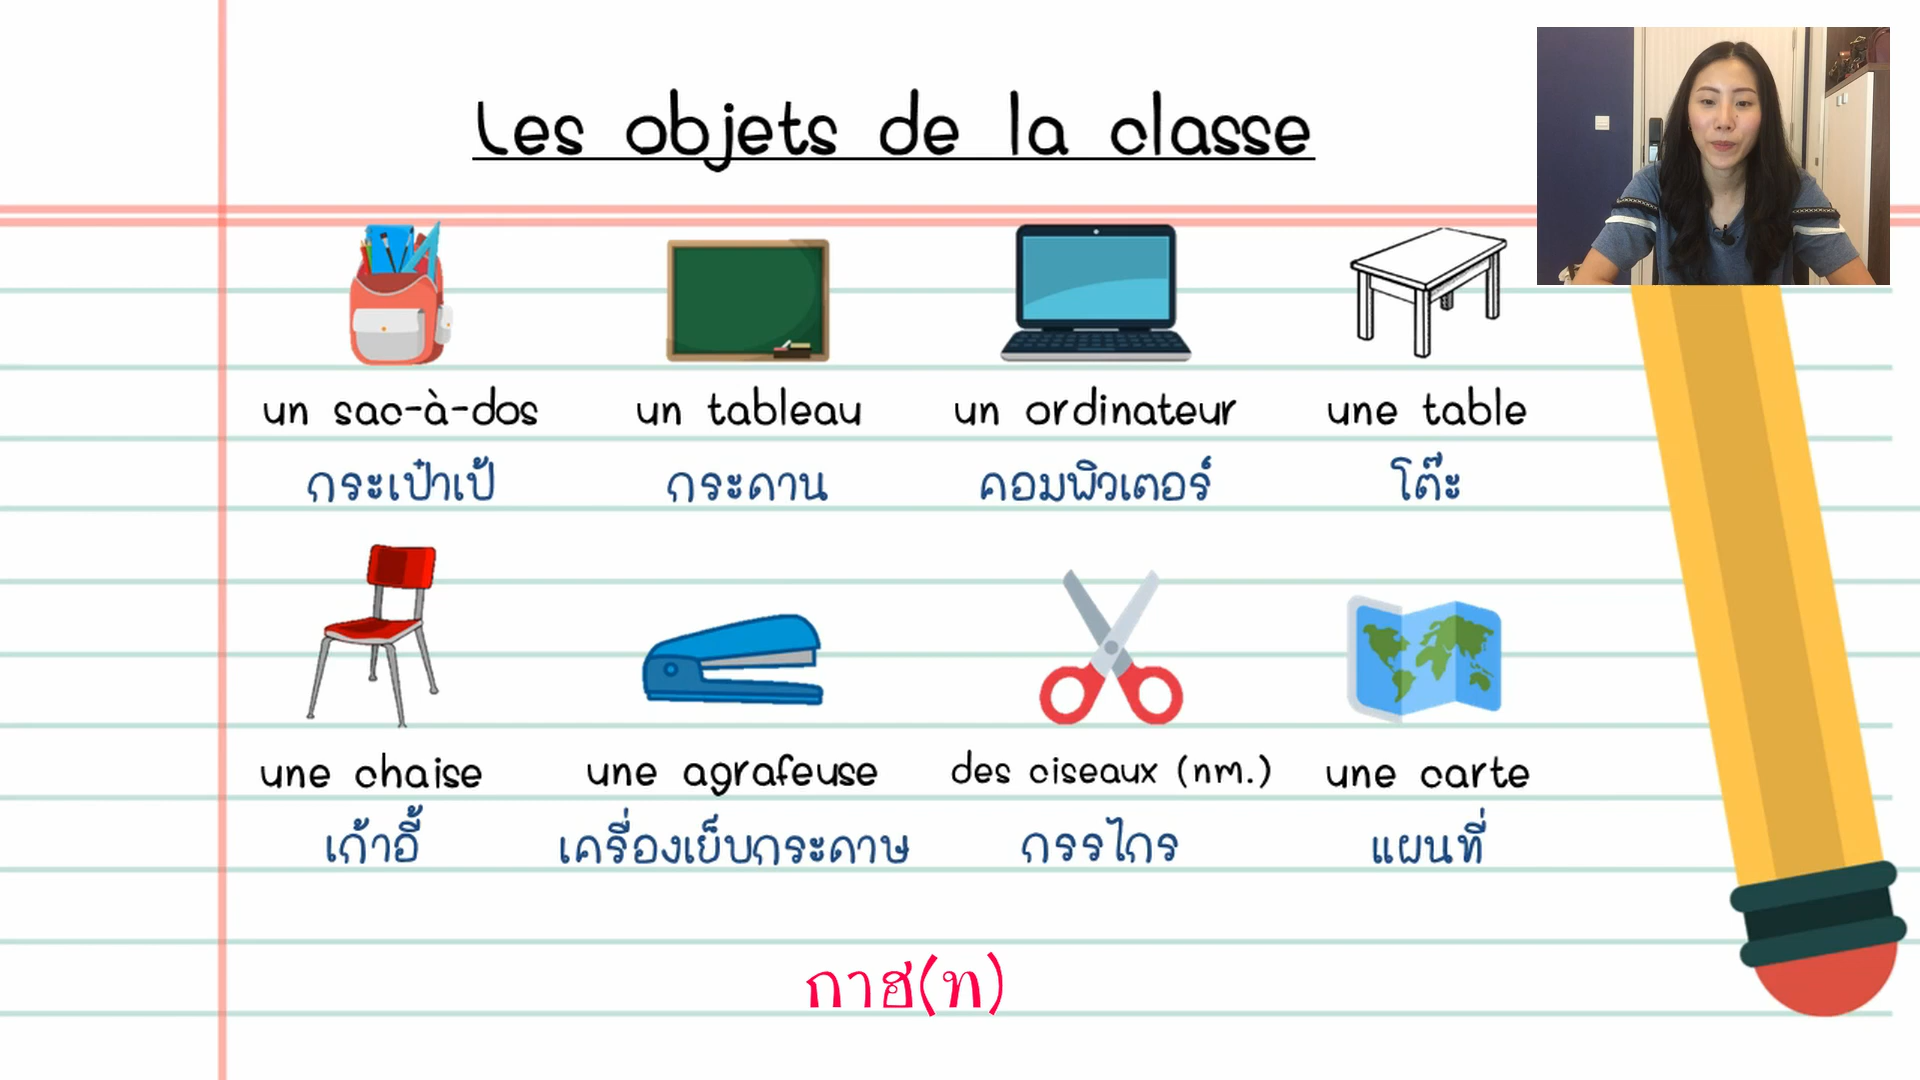 Les objets de la classe
un sac-à-dos un tableau un ordinateur une table
กระเป๋าเป้ กระดาน คอมพิวเตอร์ โต๊ะ
une chaise une agrafeuse des ciseaux (nm.) une carte
เก้าอี้ เครื่องเย็บกระดาษ กรรไกร แผนที่
กาฮ(ท)